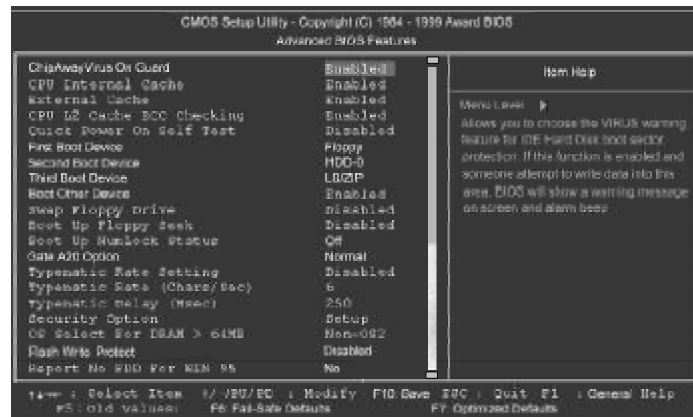 CMOS Setup Utility - Copyright (C) 1984 - 1999 Award BIOS
Advanced BIOS Features
ChipAwayVirus On Guard Enabled
CPU Internal Cache Enabled
External Cache Enabled
CPU L2 Cache ECC Checking Enabled
Quick Power On Self Test Disabled
First Boot Device Floppy
Second Boot Device HDD-0
Third Boot Device LS/ZIP
Boot Other Device Enabled
Swap Floppy Drive Disabled
Boot Up Floppy Seek Disabled
Boot Up Numlock Status Off
Gate A20 Option Normal
Typematic Rate Setting Disabled
Typematic Rate (Chars/Sec) 6
Typematic Delay (Msec) 250
Security Option Setup
OS Select For DRAM > 64MB Non-OS2
Flash Write Protect Disabled
Report No FDD For WIN 95 No
Item Help
Menu Level
Allows you to choose the VIRUS warning
feature for IDE Hard Disk boot sector
protection. If this function is enabled and
someone attempt to write data into this
area, BIOS will show a warning message
on screen and alarm beep
: Select Item +/-/PU/PD : Modify F10:Save ESC : Quit F1 : General Help
F5:old values: F6: Fail-Safe Defaults F7: Optimized Defaults